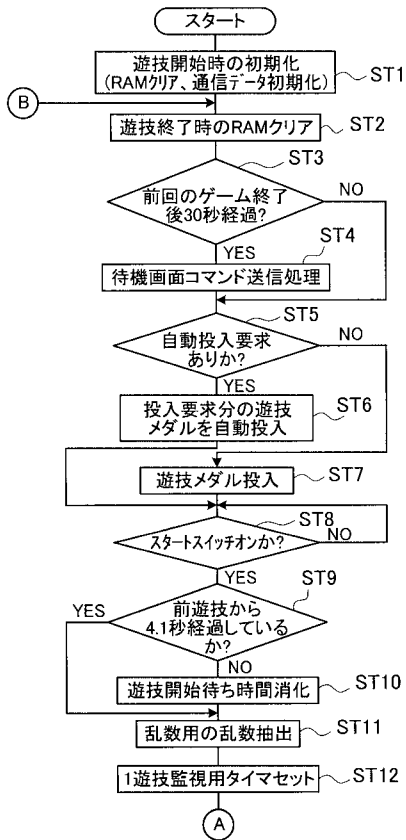 スタート
遊技開始時の初期化
(RAMクリア、通信データ初期化)
ST1
B
遊技終了時のRAMクリア
ST2
ST3
前回のゲーム終了
後30秒経過?
NO
YES
ST4
待機画面コマンド送信処理
ST5
自動投入要求
ありか?
NO
YES
ST6
投入要求分の遊技
メダルを自動投入
ST7
遊技メダル投入
ST8
スタートスイッチオンか?
NO
YES
ST9
YES
前遊技から
4.1秒経過している
か?
NO
ST10
遊技開始待ち時間消化
ST11
乱数用の乱数抽出
ST12
1遊技監視用タイマセット
A